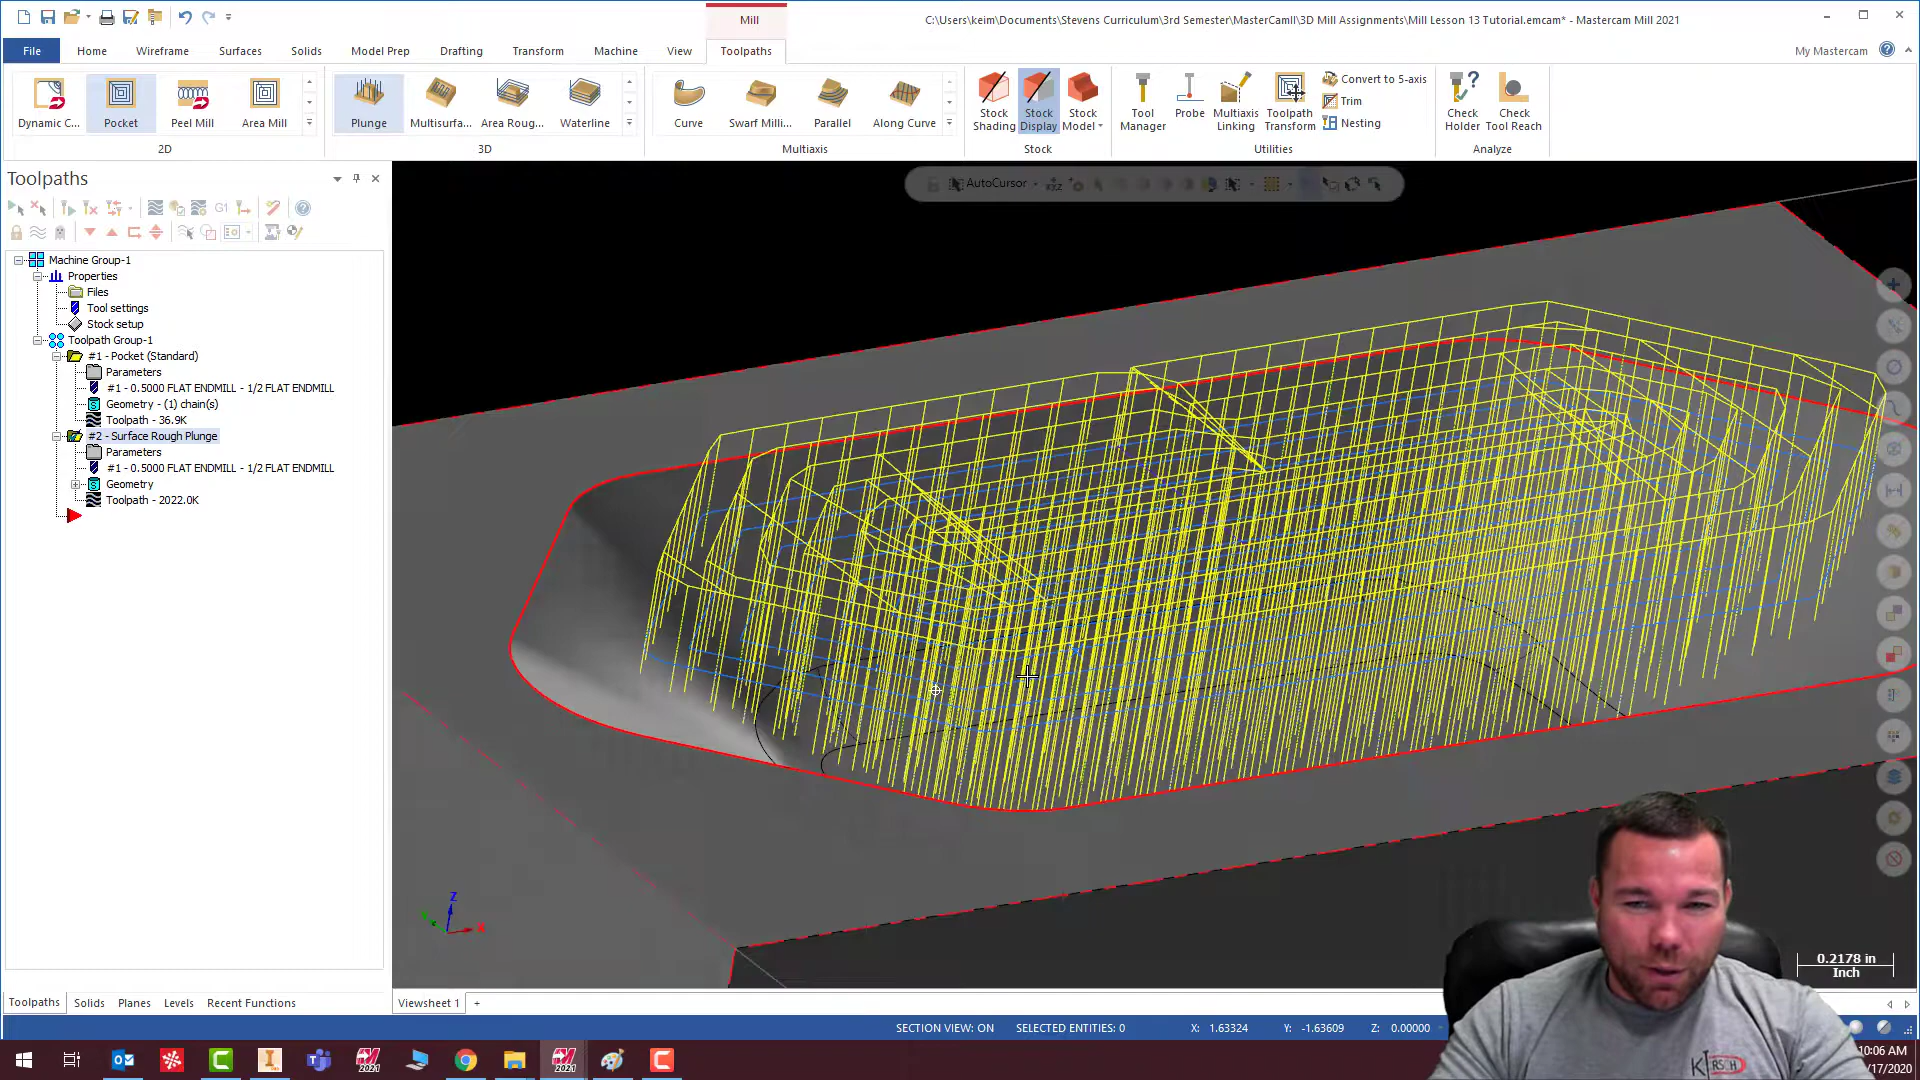 Mill
C:\Users\keim\Documents\Stevens Curriculum\3rd Semester\MasterCamII\3D Mill Assignments\Mill Lesson 13 Tutorial.emcam* - Mastercam Mill 2021
File
Home
Wireframe
Surfaces
Solids
Model Prep
Drafting
Transform
Machine
View
Toolpaths
My Mastercam
Dynamic C...
Pocket
Peel Mill
Area Mill
2D
Plunge
Multisurfa...
Area Roug...
Waterline
3D
Curve
Swarf Milli...
Parallel
Along Curve
Multiaxis
Stock Shading
Stock Display
Stock Model
Stock
Tool Manager
Probe
Multiaxis Linking
Toolpath Transform
Convert to 5-axis
Trim
Nesting
Utilities
Check Holder
Check Tool Reach
Analyze
Toolpaths
AutoCursor
G1
Machine Group-1
Properties
Files
Tool settings
Stock setup
Toolpath Group-1
#1 - Pocket (Standard)
Parameters
#1 - 0.5000 FLAT ENDMILL - 1/2 FLAT ENDMILL
Geometry - (1) chain(s)
Toolpath - 36.9K
#2 - Surface Rough Plunge
Parameters
#1 - 0.5000 FLAT ENDMILL - 1/2 FLAT ENDMILL
Geometry
Toolpath - 2022.0K
Z
0.2178 in
Inch
Toolpaths
Solids
Planes
Levels
Recent Functions
Viewsheet 1
+
SECTION VIEW: ON
SELECTED ENTITIES: 0
X: 1.63324
Y: -1.63609
Z: 0.00000
2021
2021
10:06 AM
/17/2020